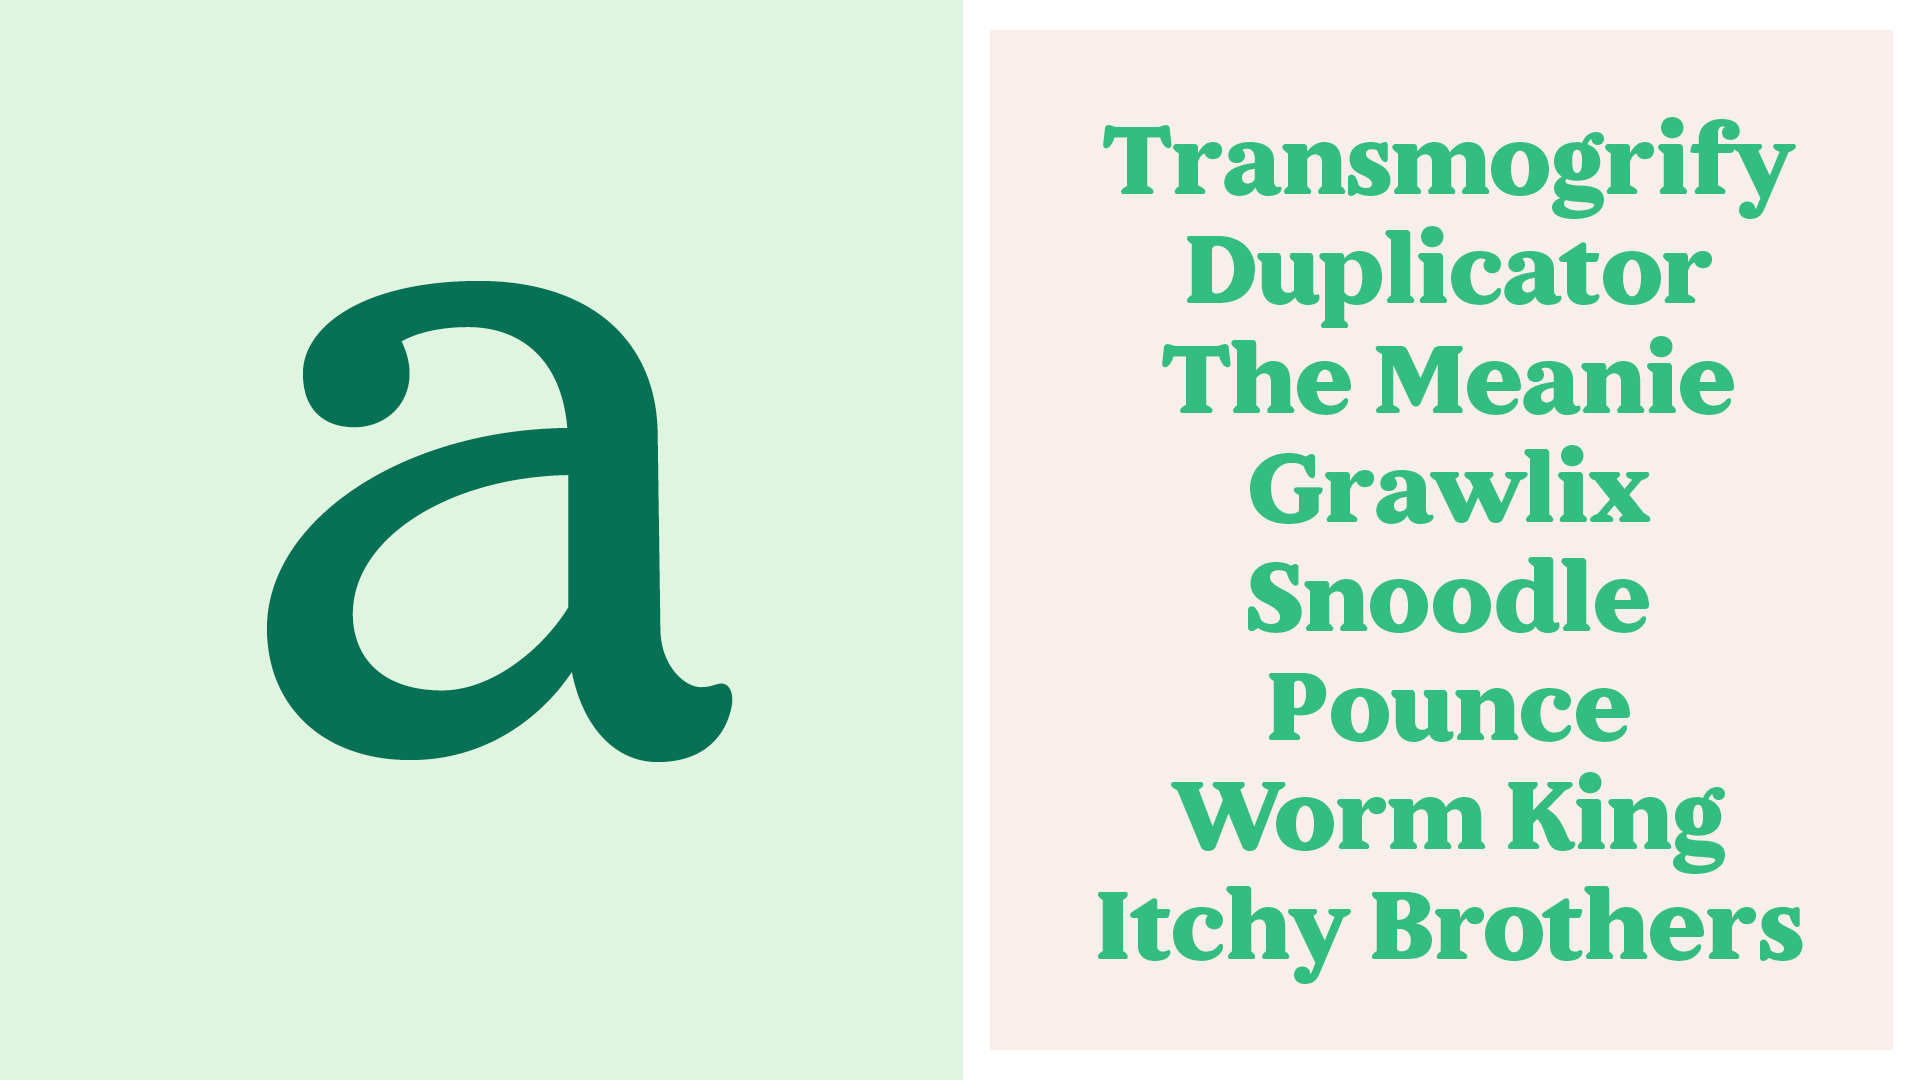 a
Transmogrify
Duplicator
The Meanie
Grawlix
Snoodle
Pounce
Worm King
Itchy Brothers